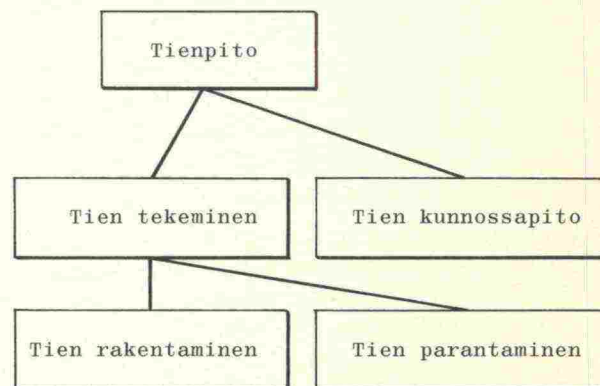 Tienpito
Tien tekeminen
Tien kunnossapito
Tien rakentaminen
Tien parantaminen